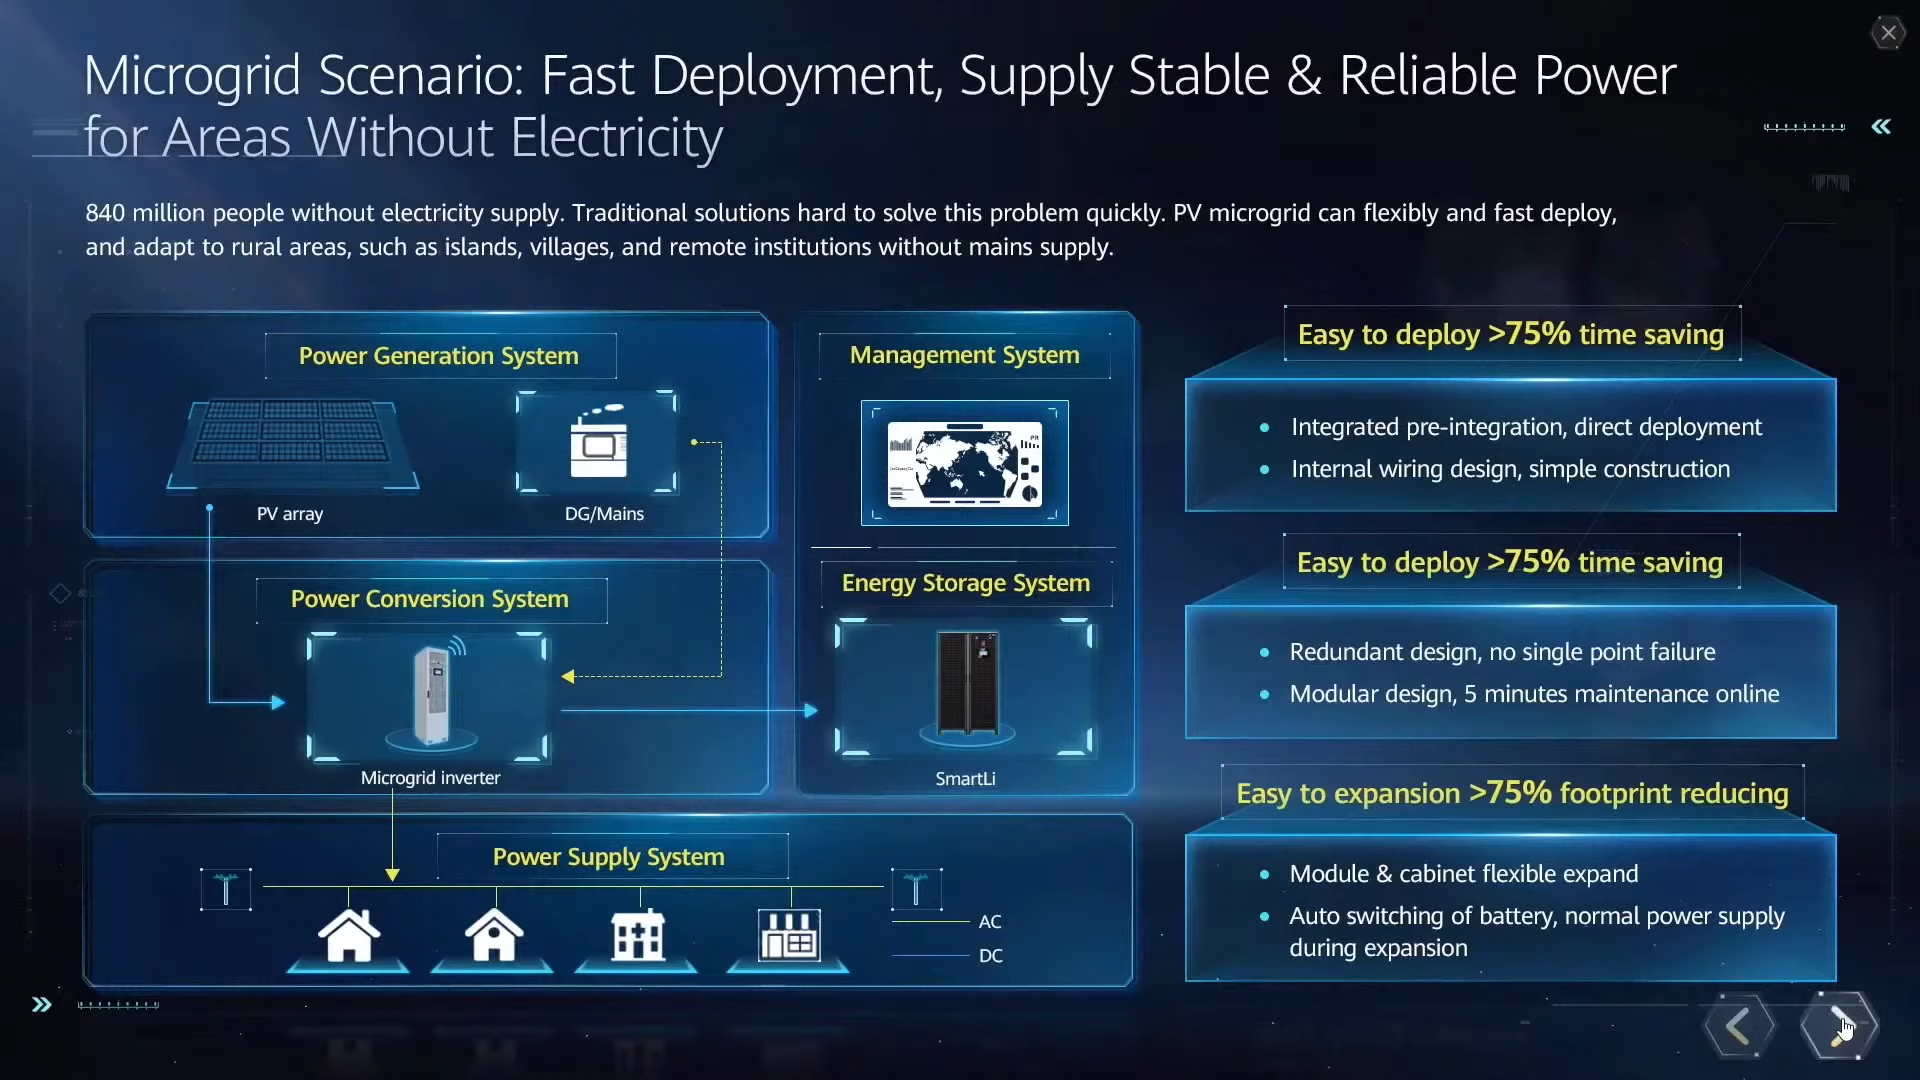 Microgrid Scenario: Fast Deployment, Supply Stable & Reliable Power
for Areas Without Electricity
840 million people without electricity supply. Traditional solutions hard to solve this problem quickly. PV microgrid can flexibly and fast deploy,
and adapt to rural areas, such as islands, villages, and remote institutions without mains supply.
Power Generation System
PV array
DG/Mains
Power Conversion System
Microgrid inverter
Management System
PR
Energy Storage System
SmartLi
Power Supply System
AC
DC
Easy to deploy >75% time saving
Integrated pre-integration, direct deployment
Internal wiring design, simple construction
Easy to deploy >75% time saving
Redundant design, no single point failure
Modular design, 5 minutes maintenance online
Easy to expansion >75% footprint reducing
Module & cabinet flexible expand
Auto switching of battery, normal power supply
during expansion